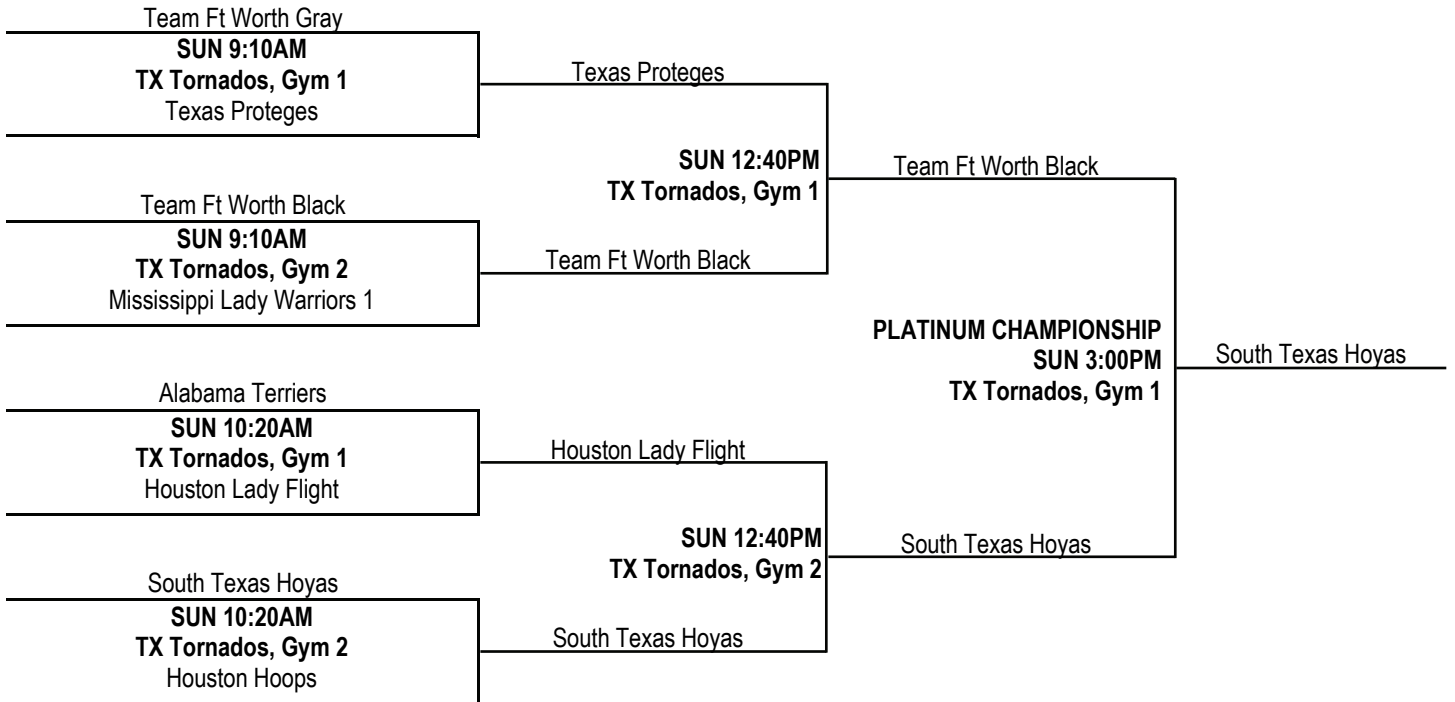 Team Ft Worth Gray
SUN 9:10AM
TX Tornados, Gym 1
Texas Proteges
Team Ft Worth Black
SUN 9:10AM
TX Tornados, Gym 2
Mississippi Lady Warriors 1
Alabama Terriers
SUN 10:20AM
TX Tornados, Gym 1
Houston Lady Flight
South Texas Hoyas
SUN 10:20AM
TX Tornados, Gym 2
Houston Hoops
Texas Proteges
SUN 12:40PM
TX Tornados, Gym 1
Team Ft Worth Black
Houston Lady Flight
SUN 12:40PM
TX Tornados, Gym 2
South Texas Hoyas
Team Ft Worth Black
PLATINUM CHAMPIONSHIP
SUN 3:00PM
TX Tornados, Gym 1
South Texas Hoyas
South Texas Hoyas